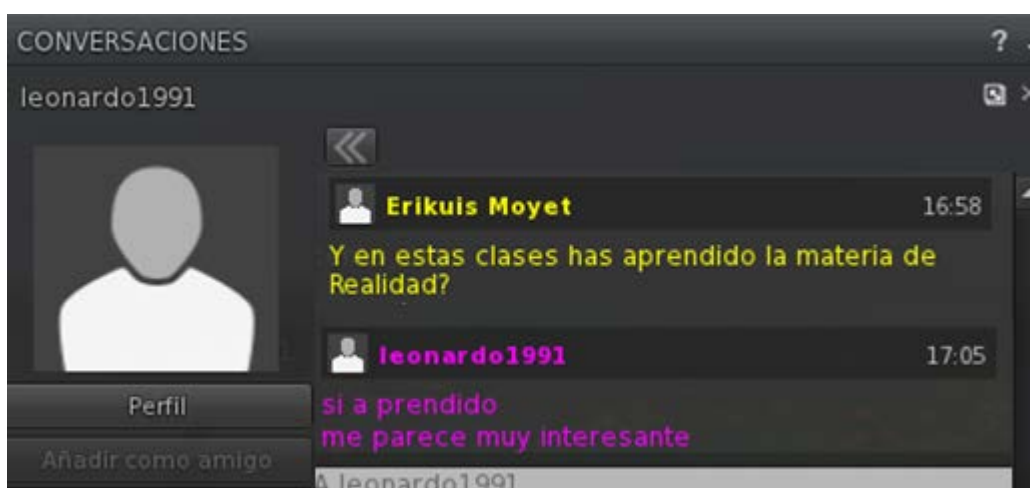 CONVERSACIONES ?
leonardo1991
Erikuis Moyet 16:58
Y en estas clases has aprendido la materia de
Realidad?
leonardo1991 17:05
si a prendido
me parece muy interesante
Perfil
Añadir como amigo
A leonardo1991